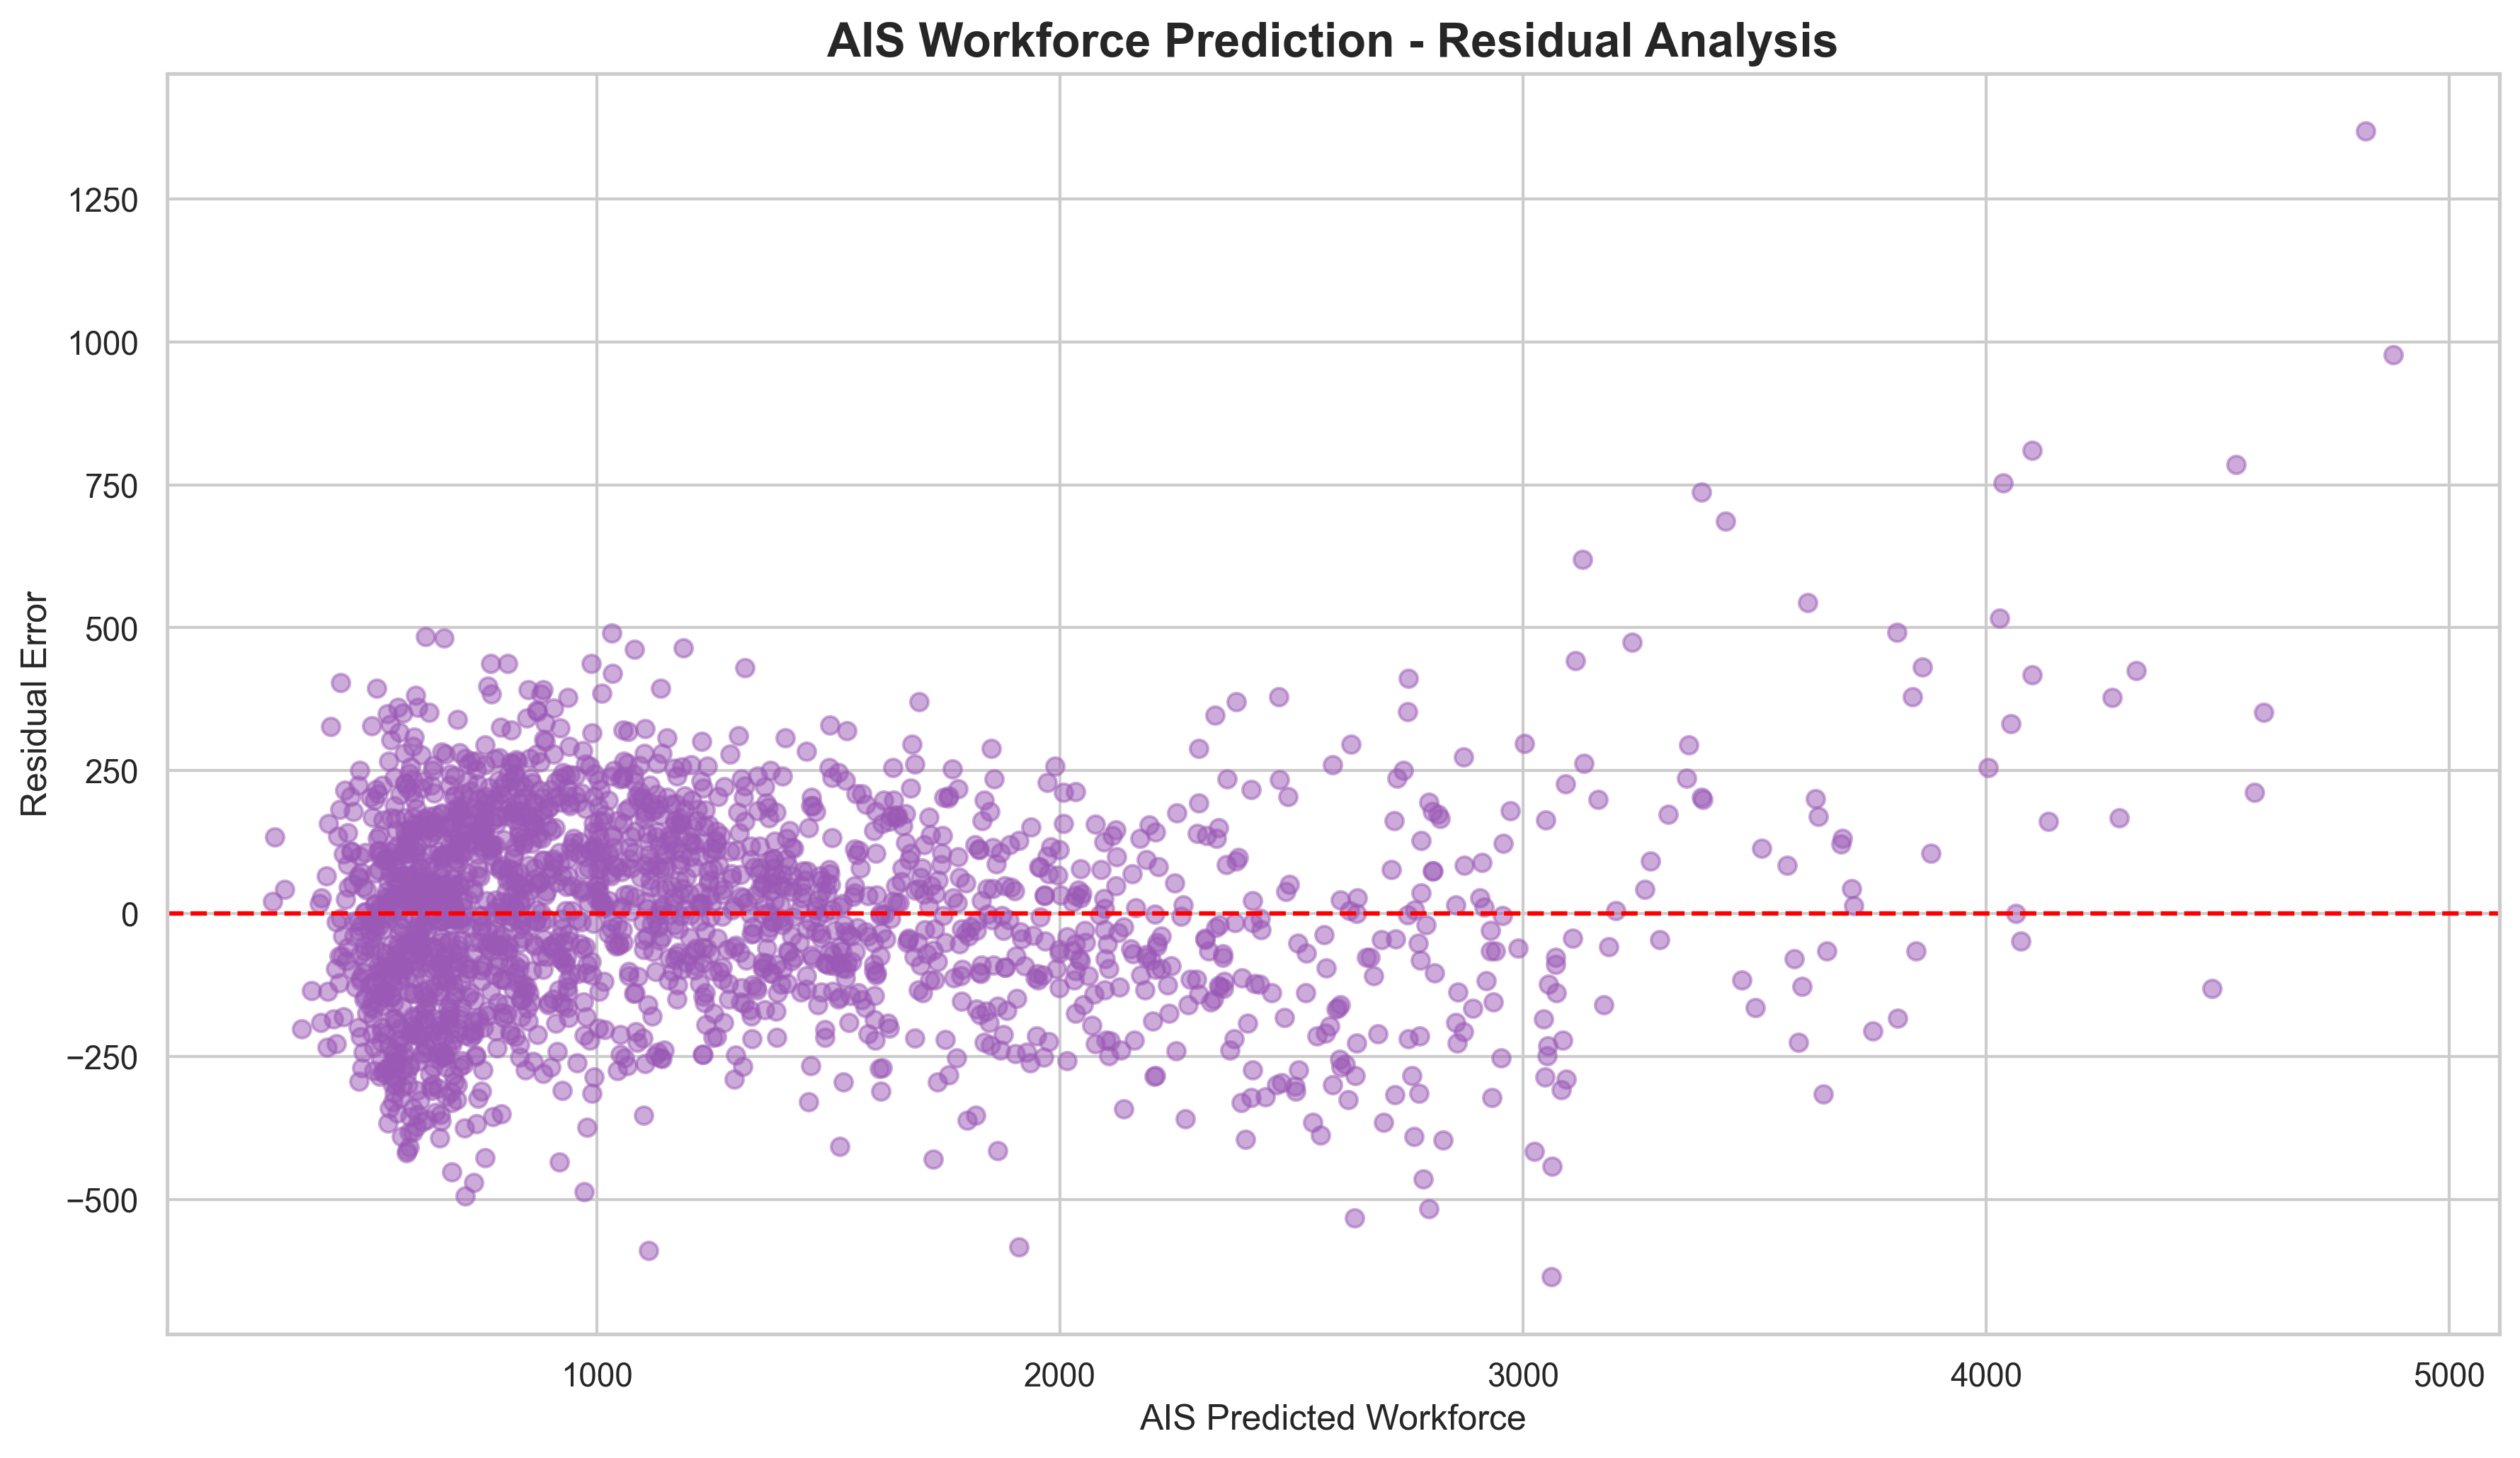 AIS Workforce Prediction - Residual Analysis
1250
1000
750
500
250
0
−250
−500
Residual Error
1000 2000 3000 4000 5000
AIS Predicted Workforce